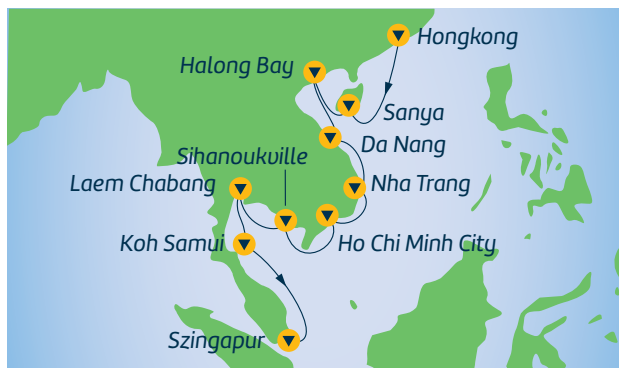 Hongkong
Halong Bay
Sanya
Da Nang
Sihanoukville
Laem Chabang
Nha Trang
Koh Samui
Ho Chi Minh City
Szingapur